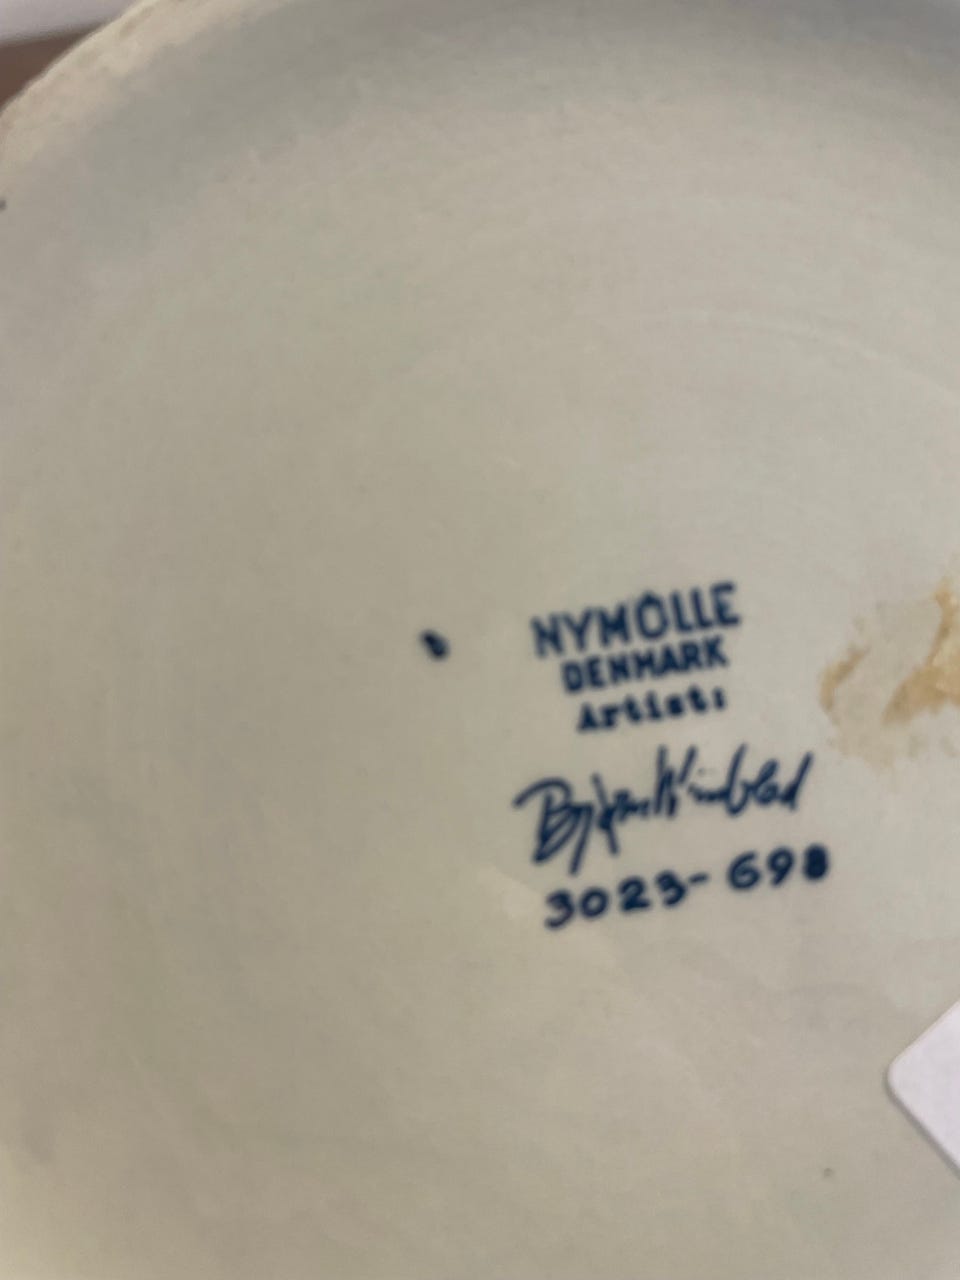 NYMÖLLE
DENMARK
Artist:
Bjørn Wiinblad
3023-698